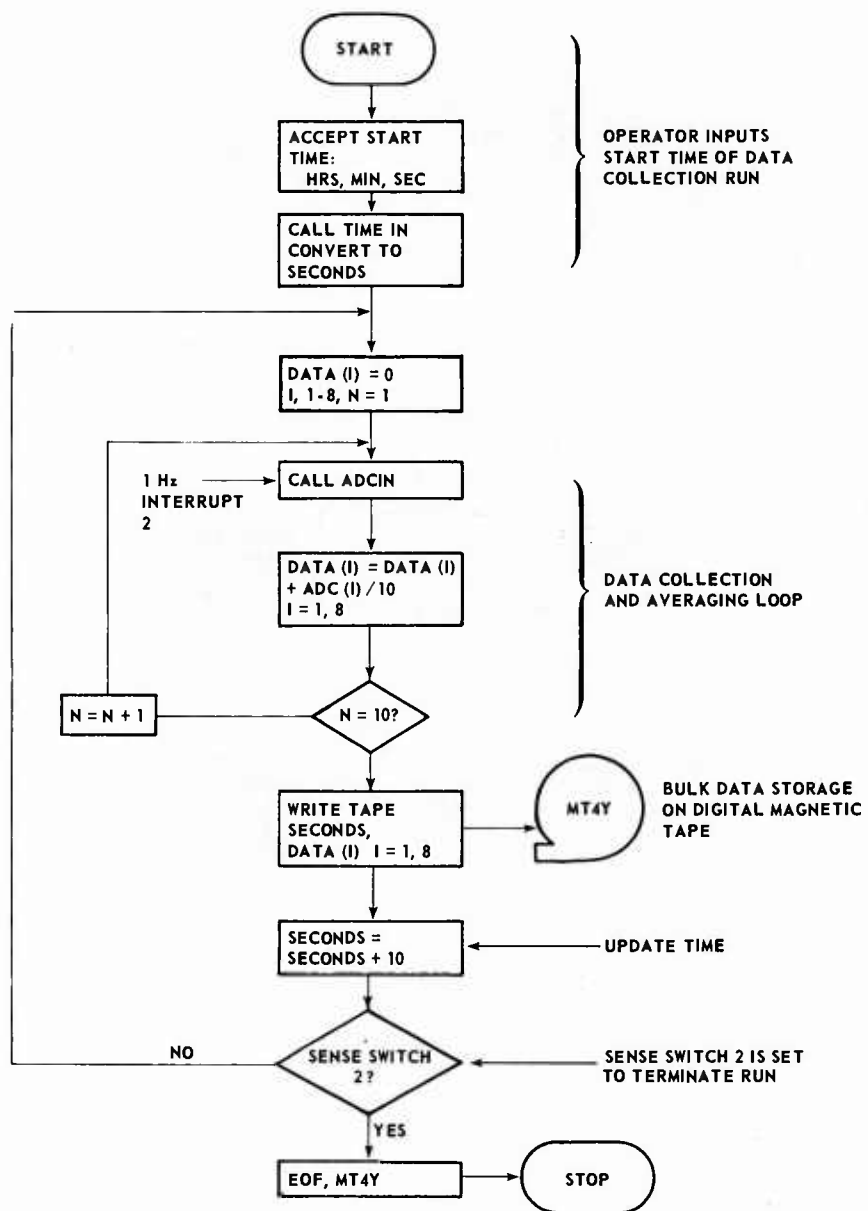 START
ACCEPT START
TIME:
HRS, MIN, SEC
OPERATOR INPUTS
START TIME OF DATA
COLLECTION RUN
CALL TIME IN
CONVERT TO
SECONDS
DATA (I) = 0
I, 1-8, N = 1
1 Hz
INTERRUPT
2
CALL ADCIN
DATA (I) = DATA (I)
+ ADC (I) /10
I = 1, 8
DATA COLLECTION
AND AVERAGING LOOP
N = N + 1
N = 10?
WRITE TAPE
SECONDS,
DATA (I) I = 1, 8
MT4Y
BULK DATA STORAGE
ON DIGITAL MAGNETIC
TAPE
SECONDS =
SECONDS + 10
UPDATE TIME
NO
SENSE SWITCH
2?
SENSE SWITCH 2 IS SET
TO TERMINATE RUN
YES
EOF, MT4Y
STOP